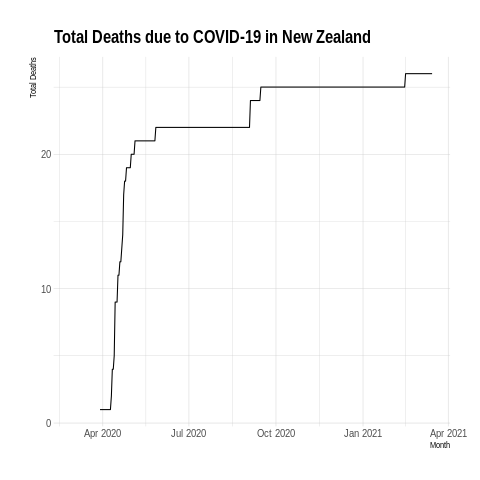 Total Deaths due to COVID-19 in New Zealand
Total Deaths
20
10
0
Apr 2020 Jul 2020 Oct 2020 Jan 2021 Apr 2021
Month